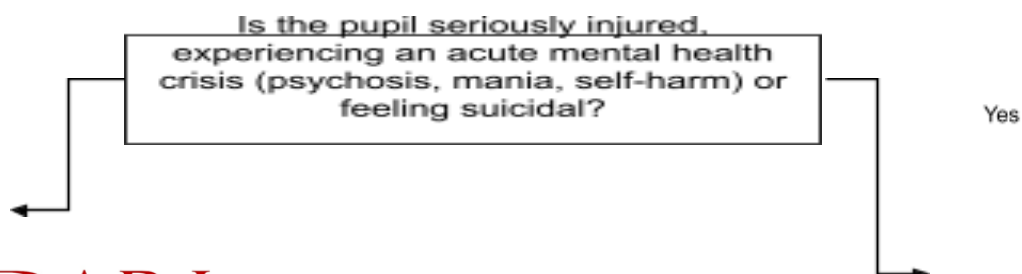 Is the pupil seriously injured,
experiencing an acute mental health
crisis (psychosis, mania, self-harm) or
feeling suicidal?
Yes